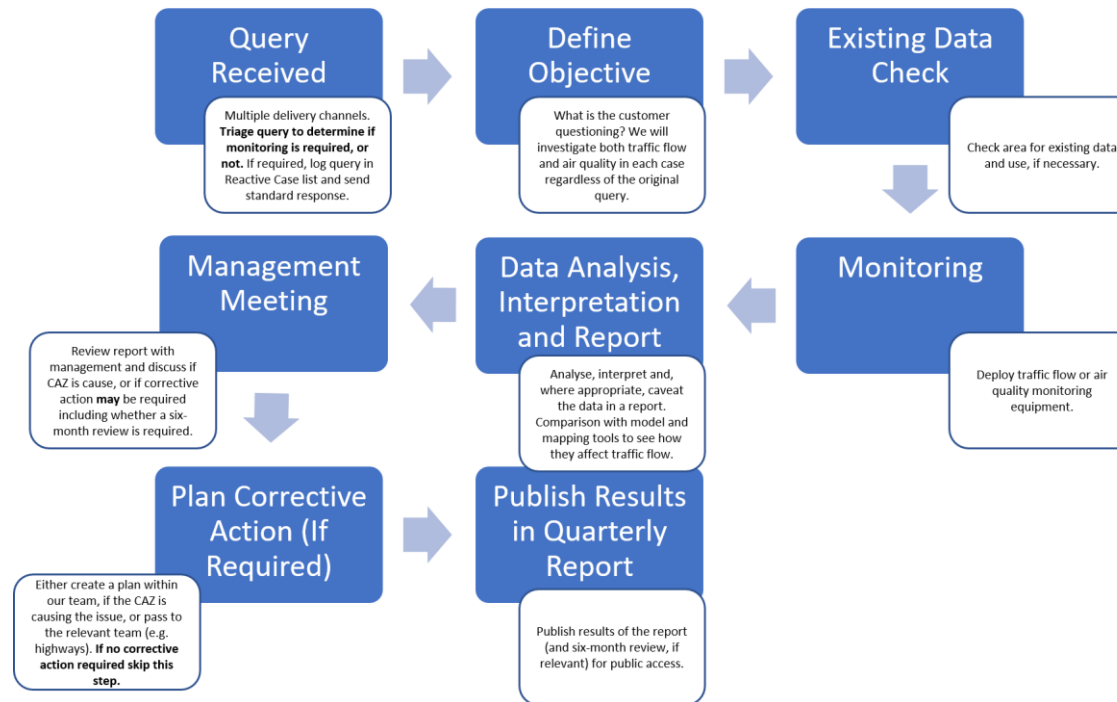 Query
Received
Multiple delivery channels.
Triage query to determine if
monitoring is required, or
not. If required, log query in
Reactive Case list and send
standard response.
Define
Objective
What is the customer
questioning? We will
investigate both traffic flow
and air quality in each case
regardless of the original
query.
Existing Data
Check
Check area for existing data
and use, if necessary.
Monitoring
Deploy traffic flow or air
quality monitoring
equipment.
Data Analysis,
Interpretation
and Report
Analyse, interpret and,
where appropriate, caveat
the data in a report.
Comparison with model and
mapping tools to see how
they affect traffic flow.
Management
Meeting
Review report with
management and discuss if
CAZ is cause, or if corrective
action may be required
including whether a six-
month review is required.
Plan Corrective
Action (If
Required)
Either create a plan within
our team, if the CAZ is
causing the issue, or pass to
the relevant team (e.g.
highways). If no corrective
action required skip this
step.
Publish Results
in Quarterly
Report
Publish results of the report
(and six-month review, if
relevant) for public access.